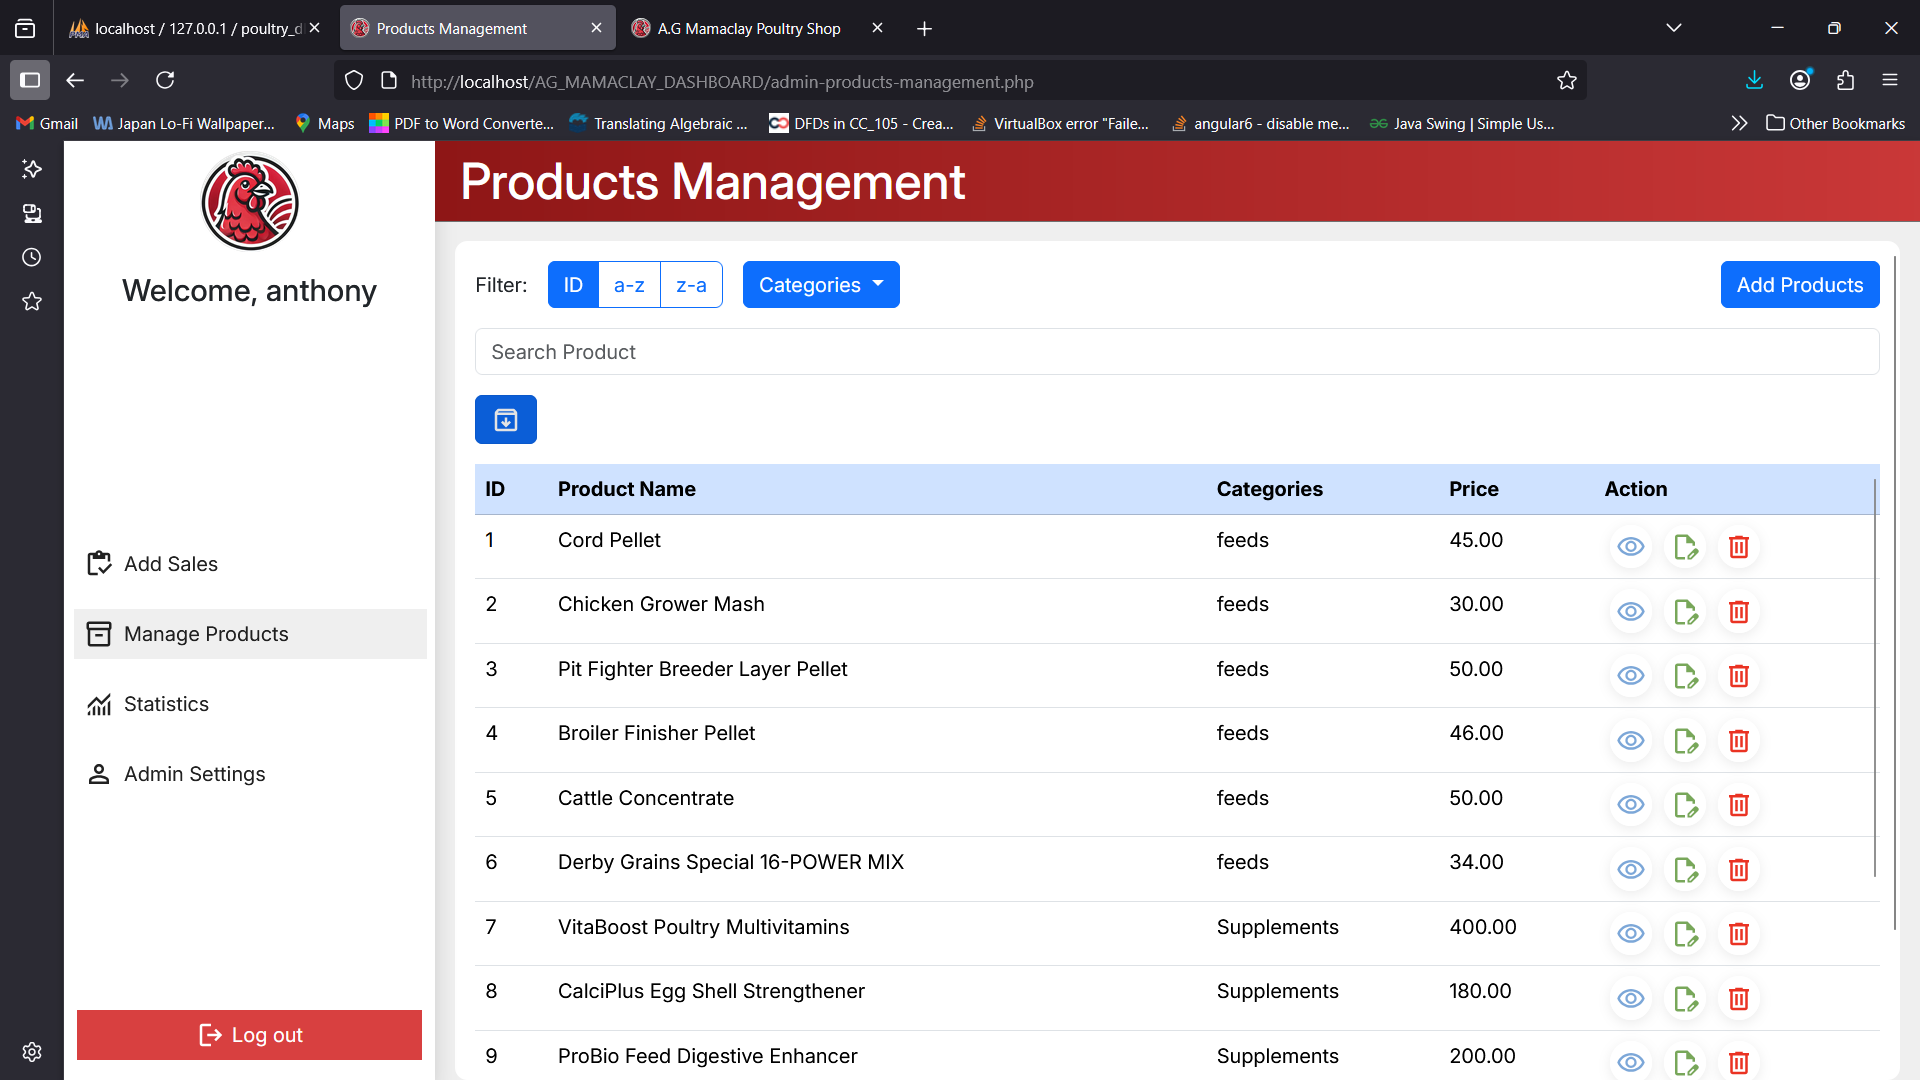 localhost / 127.0.0.1 / poultry_d
Products Management
A.G Mamaclay Poultry Shop
http://localhost/AG_MAMACLAY_DASHBOARD/admin-products-management.php
Gmail
Japan Lo-Fi Wallpaper...
Maps
PDF to Word Converte...
Translating Algebraic ...
DFDs in CC_105 - Crea...
VirtualBox error "Faile...
angular6 - disable me...
Java Swing | Simple Us...
Other Bookmarks
Welcome, anthony
Add Sales
Manage Products
Statistics
Admin Settings
Log out
Products Management
Filter: ID a-z z-a Categories Add Products
Search Product
ID Product Name Categories Price Action
1 Cord Pellet feeds 45.00
2 Chicken Grower Mash feeds 30.00
3 Pit Fighter Breeder Layer Pellet feeds 50.00
4 Broiler Finisher Pellet feeds 46.00
5 Cattle Concentrate feeds 50.00
6 Derby Grains Special 16-POWER MIX feeds 34.00
7 VitaBoost Poultry Multivitamins Supplements 400.00
8 CalciPlus Egg Shell Strengthener Supplements 180.00
9 ProBio Feed Digestive Enhancer Supplements 200.00